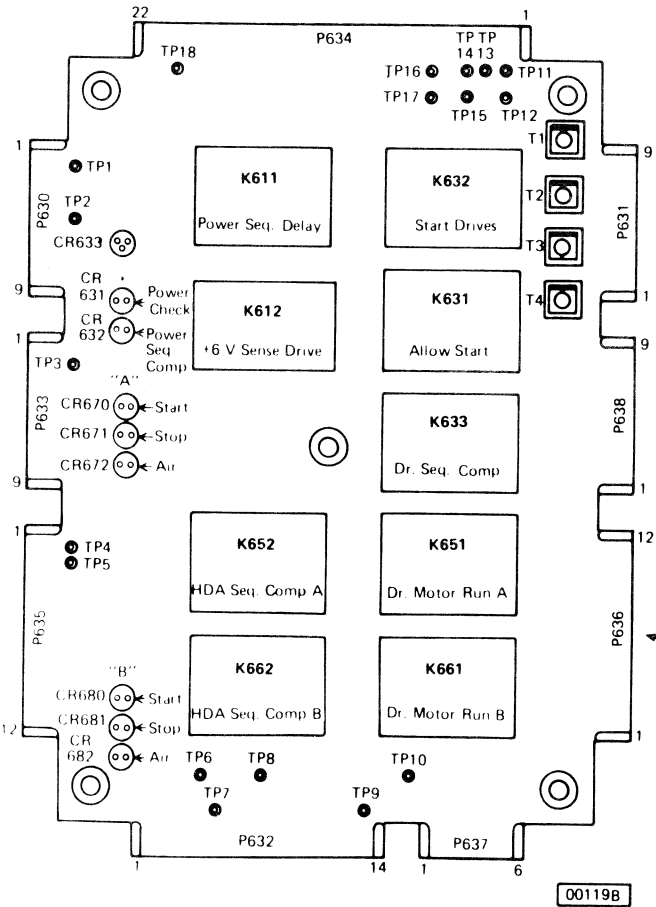 22
P634
1
TP18
TP TP
14 13
TP16
TP11
TP17
TP15
TP12
T1
1
9
TP1
K611
Power Seq. Delay
K632
Start Drives
P630
TP2
T2
P631
CR633
T3
CR
631
Power
Check
K612
+6 V Sense Drive
K631
Allow Start
T4
9
1
CR
632
Power
Seq
Comp
1
9
TP3
"A"
P633
CR670
Start
K633
Dr. Seq. Comp
P638
CR671
Stop
CR672
Air
9
1
1
12
TP4
TP5
K652
HDA Seq. Comp A
K651
Dr. Motor Run A
P635
P636
"B"
K662
HDA Seq. Comp B
K661
Dr. Motor Run B
CR680
Start
CR681
Stop
12
1
CR
682
Air
TP6
TP8
TP10
TP7
TP9
P632
P637
1
14
1
6
00119B